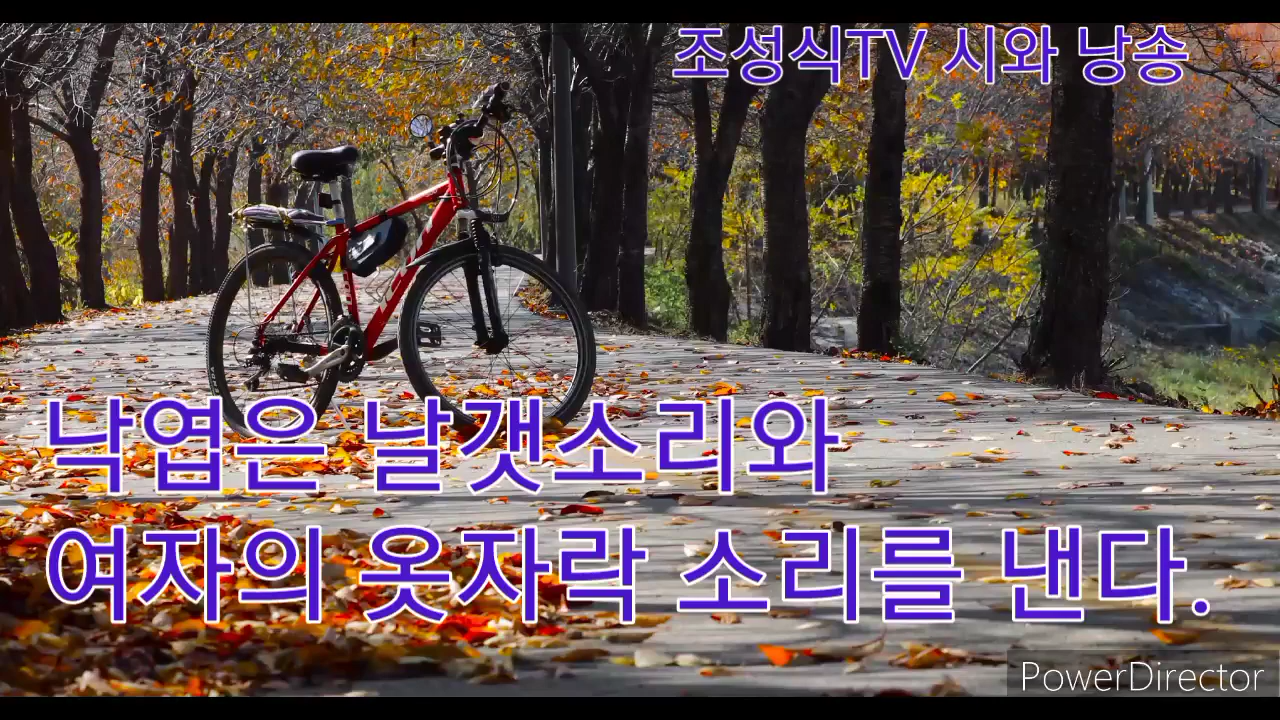 조성식TV 시와 낭송
낙엽은 날갯소리와
여자의 옷자락 소리를 낸다.
PowerDirector